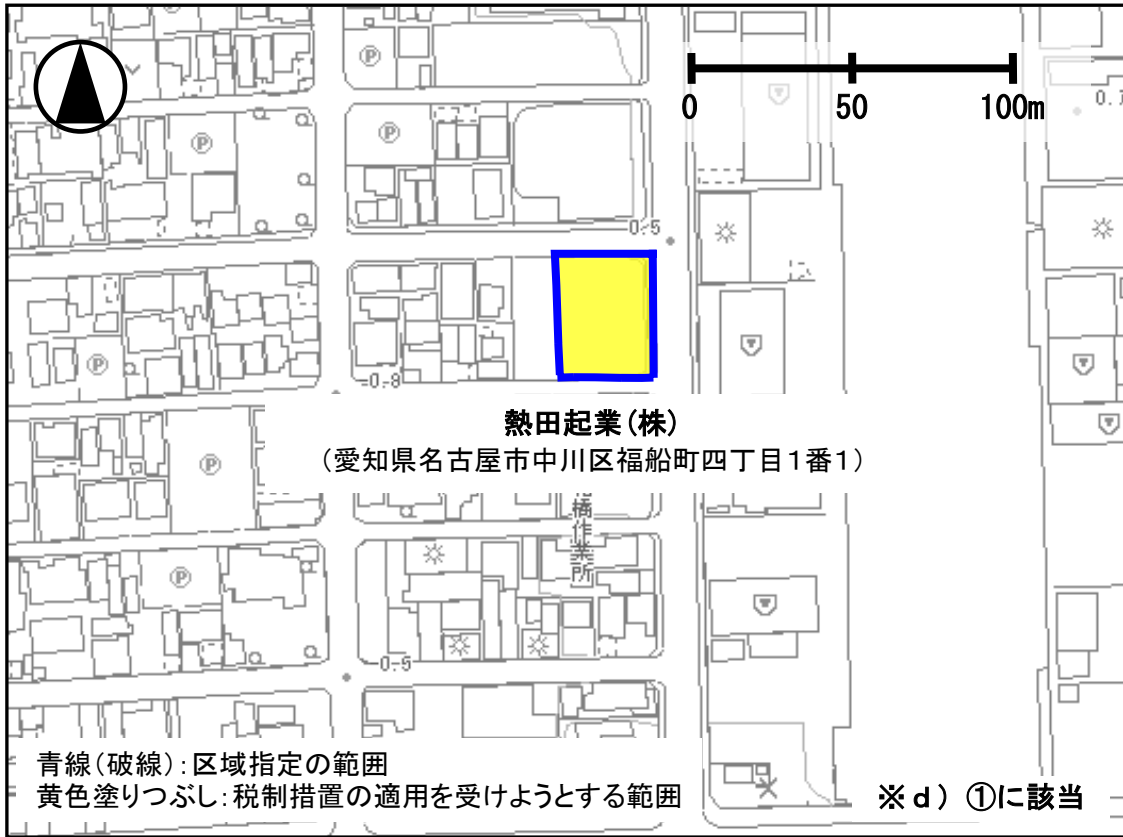 0 50 100m
0.7
Ⓟ
Ⓟ
Ⓟ
0.5
Ⓟ
-0.8
熱田起業(株)
(愛知県名古屋市中川区福船町四丁目1番1)
Ⓟ
橋作業所
Ⓟ
青線(破線):区域指定の範囲
黄色塗りつぶし:税制措置の適用を受けようとする範囲
※d) ①に該当